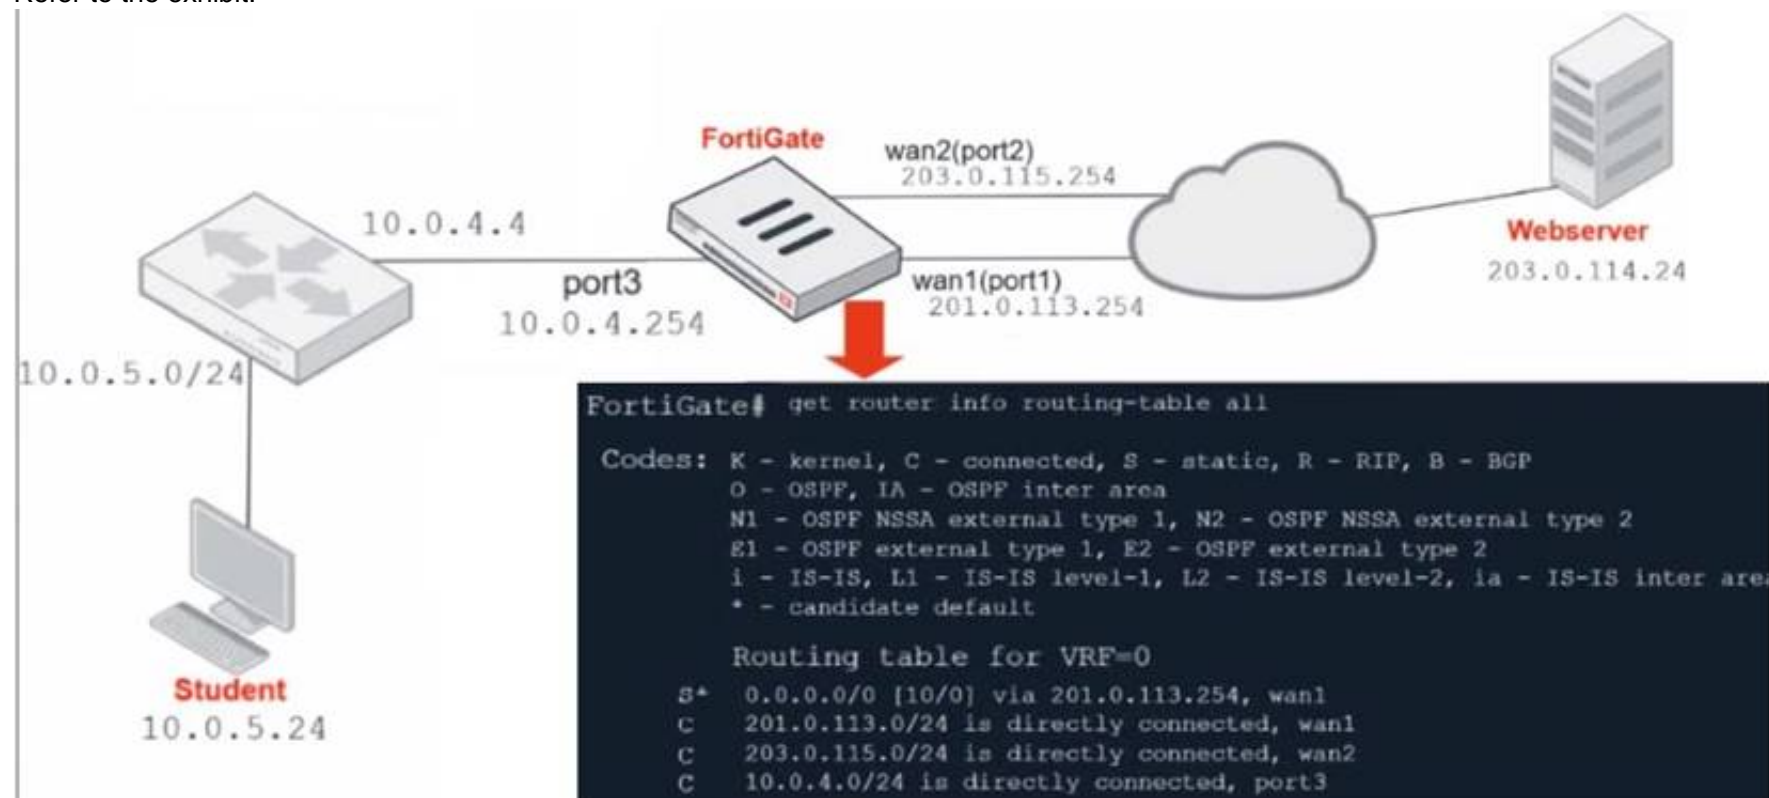 Refer to the exhibit.
FortiGate
wan2(port2)
203.0.115.254
10.0.4.4
Webserver
203.0.114.24
port3
10.0.4.254
wan1(port1)
201.0.113.254
10.0.5.0/24
Student
10.0.5.24
FortiGate# get router info routing-table all
Codes: K - kernel, C - connected, S - static, R - RIP, B - BGP
O - OSPF, IA - OSPF inter area
N1 - OSPF NSSA external type 1, N2 - OSPF NSSA external type 2
E1 - OSPF external type 1, E2 - OSPF external type 2
i - IS-IS, L1 - IS-IS level-1, L2 - IS-IS level-2, ia - IS-IS inter area
* - candidate default
Routing table for VRF=0
S* 0.0.0.0/0 [10/0] via 201.0.113.254, wan1
C 201.0.113.0/24 is directly connected, wan1
C 203.0.115.0/24 is directly connected, wan2
C 10.0.4.0/24 is directly connected, port3